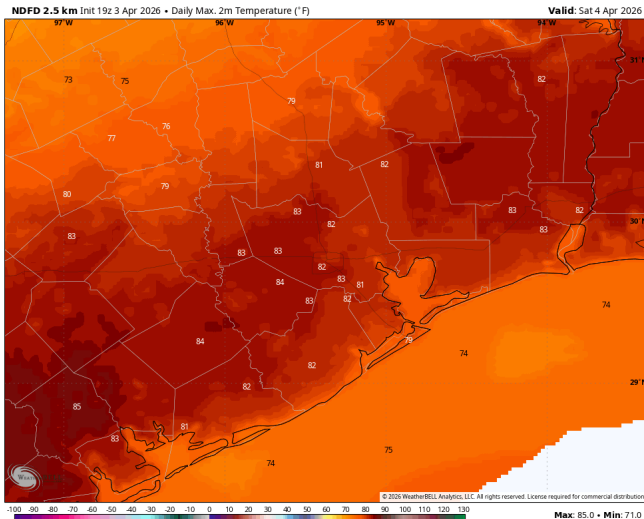 NDFD 2.5 km Init 19z 3 Apr 2026 • Daily Max. 2m Temperature (°F)
Valid: Sat 4 Apr 2026
97°W 96°W 95°W 94°W
31°N
73 75 82
79
76
77
81 82
79
80
83 83 82
30°N
82
83 83
83 83
82
84 83 81
83 82
74
84 79
74
82
29°N
82
85
81
83
75
74
© 2026 WeatherBELL Analytics, LLC. All rights reserved. License required for commercial distribution
-100 -90 -80 -70 -60 -50 -40 -30 -20 -10 0 10 20 30 40 50 60 70 80 90 100 110 120 130
Max: 85.0 • Min: 71.0